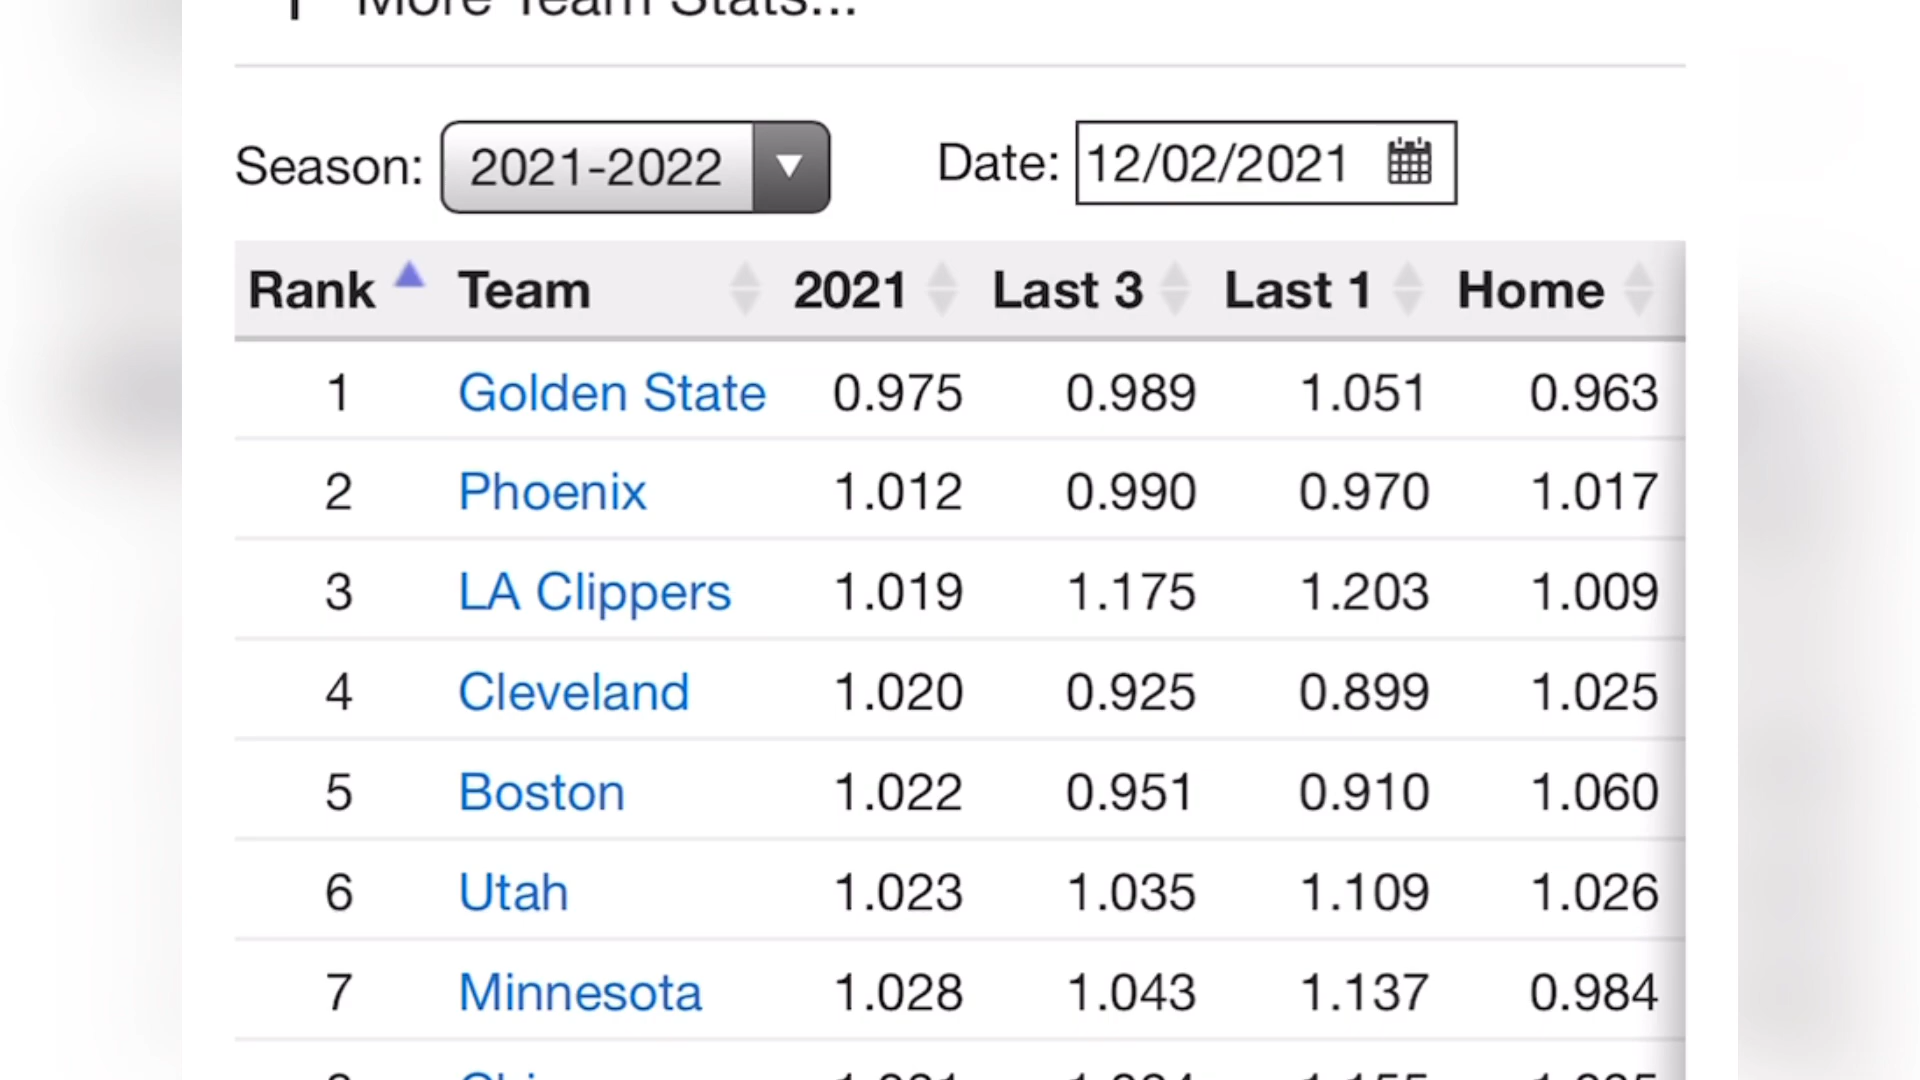 More Team Stats...
Season: 2021-2022 Date: 12/02/2021
Rank Team 2021 Last 3 Last 1 Home
1 Golden State 0.975 0.989 1.051 0.963
2 Phoenix 1.012 0.990 0.970 1.017
3 LA Clippers 1.019 1.175 1.203 1.009
4 Cleveland 1.020 0.925 0.899 1.025
5 Boston 1.022 0.951 0.910 1.060
6 Utah 1.023 1.035 1.109 1.026
7 Minnesota 1.028 1.043 1.137 0.984